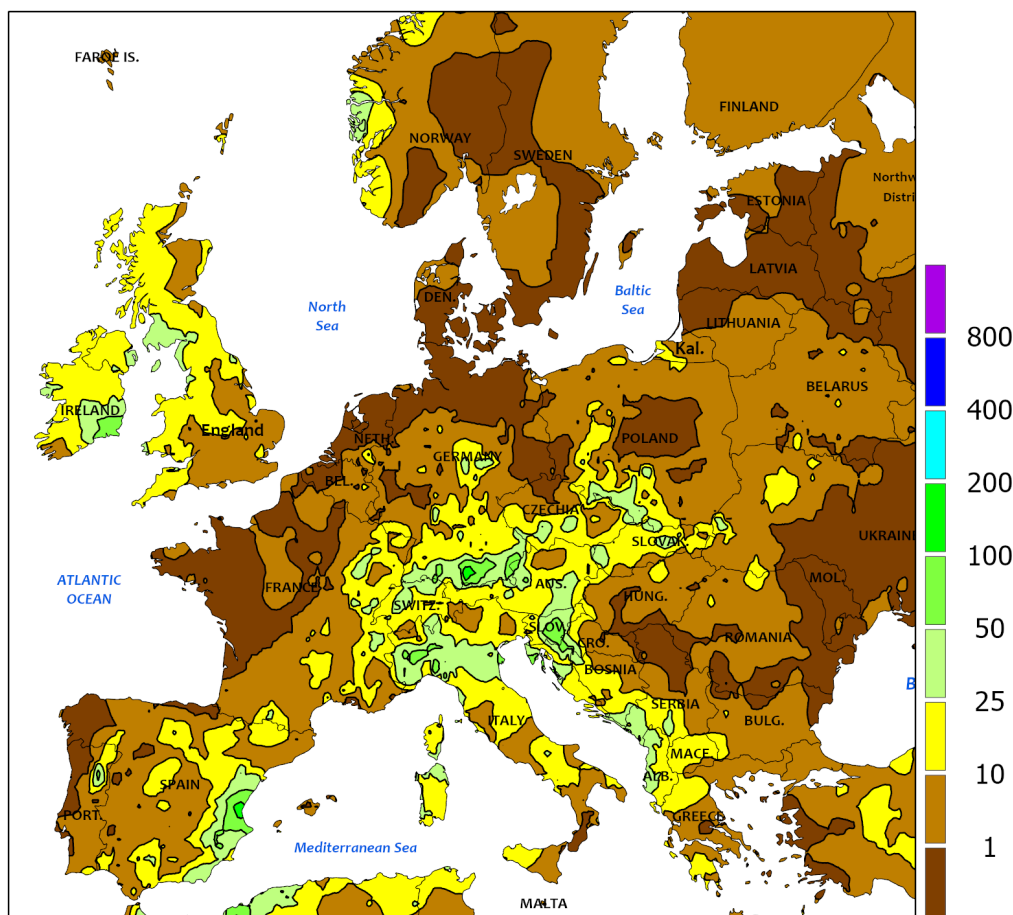 FAROE IS.
FINLAND
NORWAY
SWEDEN
Northw
Distri
ESTONIA
LATVIA
North
Sea
Baltic
Sea
DEN.
LITHUANIA
Kal.
BELARUS
IRELAND
England
NETH.
GERMANY
POLAND
BEL.
CZECHIA
UKRAINE
SLOVAK.
ATLANTIC
OCEAN
FRANCE
SWITZ.
AUS.
HUNG.
MOL.
SLOV.
CRO.
ROMANIA
BOSNIA
B
ITALY
SERBIA
BULG.
MACE.
SPAIN
ALB.
PORT.
GREECE
Mediterranean Sea
MALTA
800
400
200
100
50
25
10
1